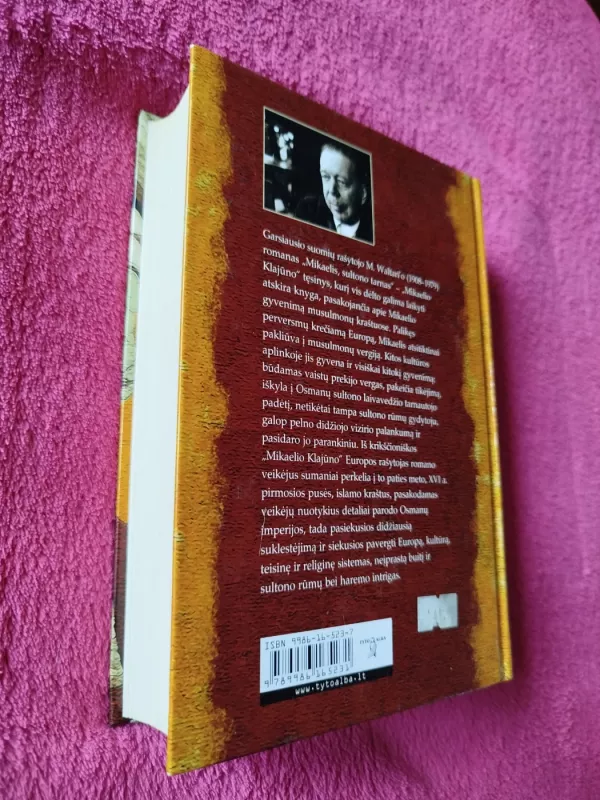 Garsiausio suomių rašytojo M. Waltari'o (1908–1979)
romanas „Mikaelis, sultono tarnas“ – „Mikaelio
Klajūno“ tęsinys, kurį vis dėlto galima laikyti
atskira knyga, pasakojančia apie Mikaelio
gyvenimą musulmonų kraštuose. Palikęs
perversmų krečiamą Europą, Mikaelis atsitiktinai
pakliūva į musulmonų vergiją. Kitos kultūros
aplinkoje jis gyvena ir visiškai kitokį gyvenimą:
būdamas vaistų prekijo vergas, pakeičia tikėjimą,
iškyla į Osmanų sultono laivavedžio tarnautojo
padėtį, netikėtai tampa sultono rūmų gydytoju,
galop pelno didžiojo vizirio palankumą ir
pasidaro jo parankiniu. Iš krikščioniškos
„Mikaelio Klajūno“ Europos rašytojas romano
veikėjus sumaniai perkelia į to paties meto, XVI a.
pirmosios pusės, islamo kraštus, pasakodamas
veikėjų nuotykius detaliai parodo Osmanų
imperijos, tada pasiekusios didžiausią
suklestėjimą ir siekusios pavergti Europą, kultūrą,
teisinę ir religinę sistemas, neįprastą buitį ir
sultono rūmų bei haremo intrigas.
ISBN 9986-16-523-7
TYTO ALBA
9 789986 165231
www.tytoalba.lt